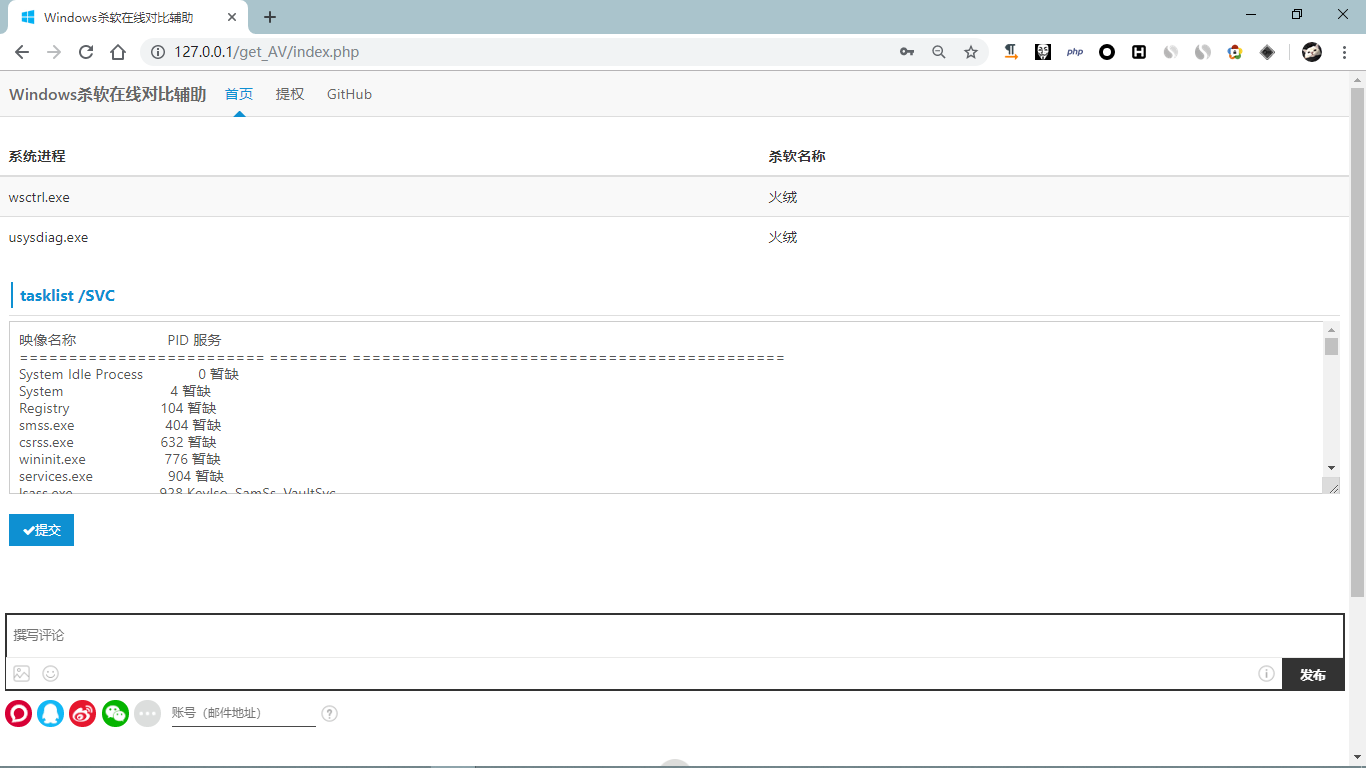 Windows杀软在线对比辅助
127.0.0.1/get_AV/index.php
php
Windows杀软在线对比辅助 首页 提权 GitHub
系统进程 杀软名称
wsctrl.exe 火绒
usysdiag.exe 火绒
tasklist /SVC
映像名称 PID 服务
========================= ======== ============================================
System Idle Process 0 暂缺
System 4 暂缺
Registry 104 暂缺
smss.exe 404 暂缺
csrss.exe 632 暂缺
wininit.exe 776 暂缺
services.exe 904 暂缺
lsass.exe 928 KeyIso, SamSs, VaultSvc
提交
撰写评论
发布
账号（邮件地址）